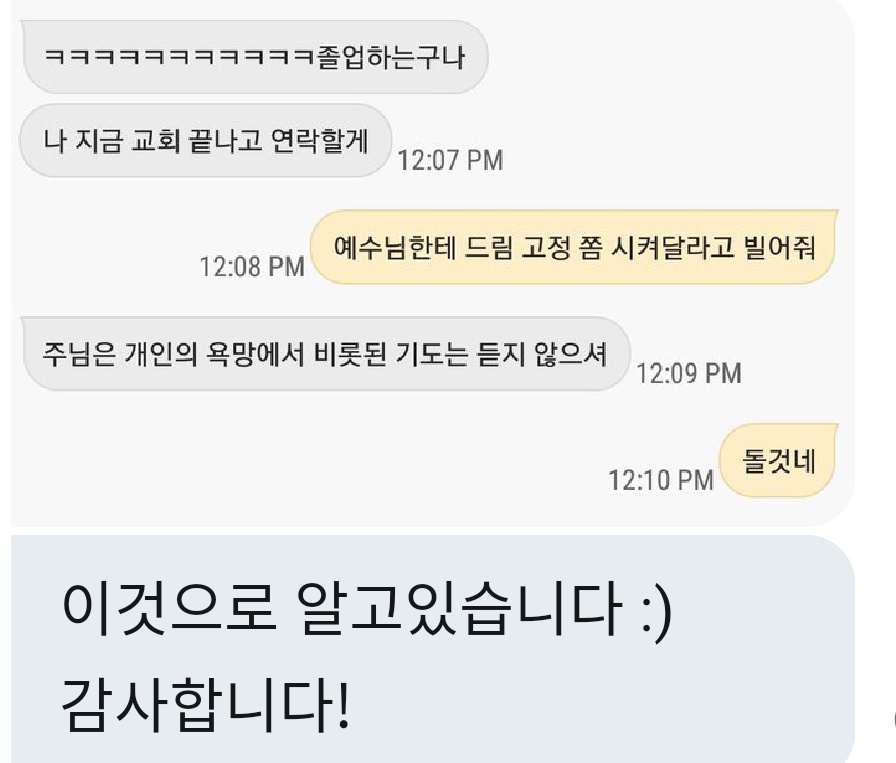 ㅋㅋㅋㅋㅋㅋㅋㅋㅋㅋㅋ졸업하는구나
나 지금 교회 끝나고 연락할게 12:07 PM
12:08 PM 예수님한테 드림 고정 쫌 시켜달라고 빌어줘
주님은 개인의 욕망에서 비롯된 기도는 듣지 않으셔 12:09 PM
12:10 PM 돌것네
이것으로 알고있습니다 :)
감사합니다!